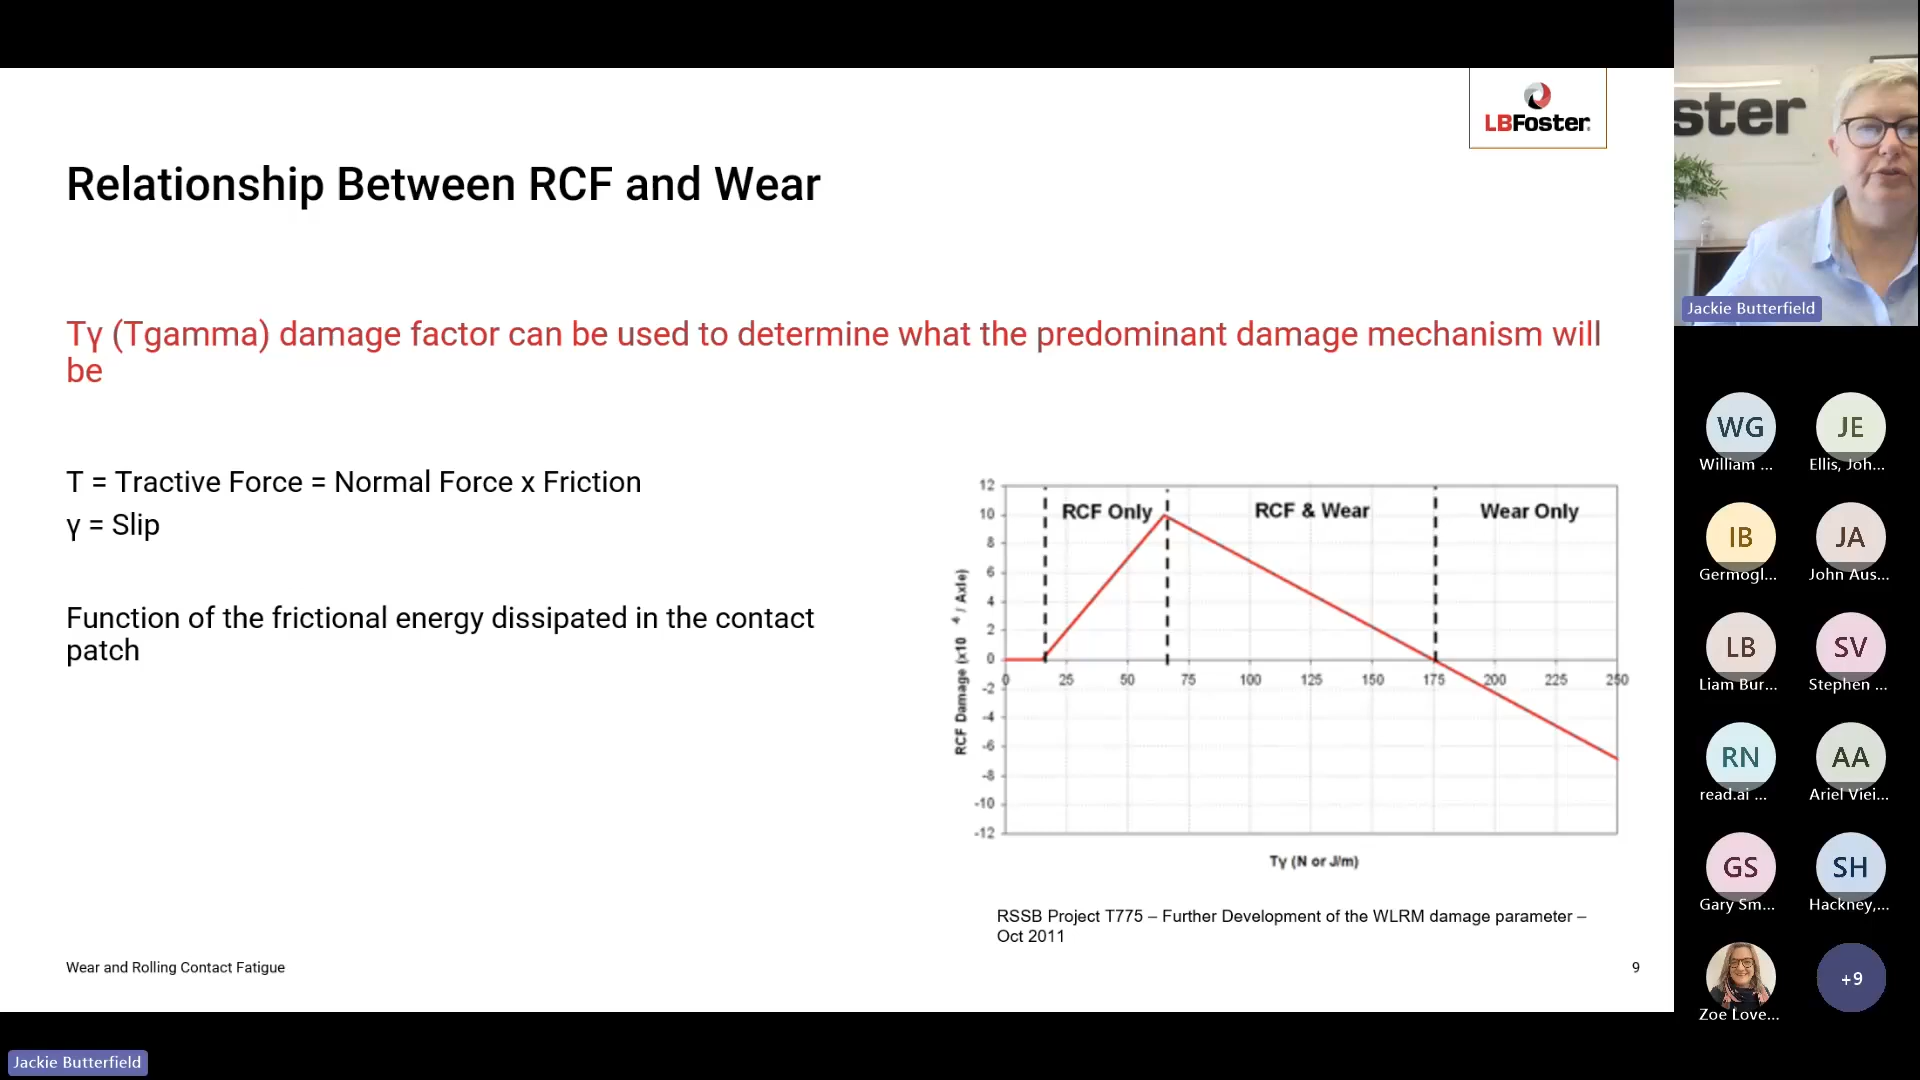 LBFoster
Relationship Between RCF and Wear
Tγ (Tgamma) damage factor can be used to determine what the predominant damage mechanism will
be
T = Tractive Force = Normal Force x Friction
γ = Slip
Function of the frictional energy dissipated in the contact
patch
RCF Only
RCF & Wear
Wear Only
12
10
8
6
4
2
0
-2
-4
-6
-8
-10
-12
0 25 50 75 100 125 150 175 200 225 250
RCF Damage (x10⁻⁴ / Axle)
Tγ (N or J/m)
RSSB Project T775 – Further Development of the WLRM damage parameter –
Oct 2011
Wear and Rolling Contact Fatigue
9
ster
Jackie Butterfield
WG
William ...
JE
Ellis, Joh...
IB
Germogl...
JA
John Aus...
LB
Liam Bur...
SV
Stephen ...
RN
read.ai ...
AA
Ariel Viei...
GS
Gary Sm...
SH
Hackney,...
Zoe Love...
+9
Jackie Butterfield